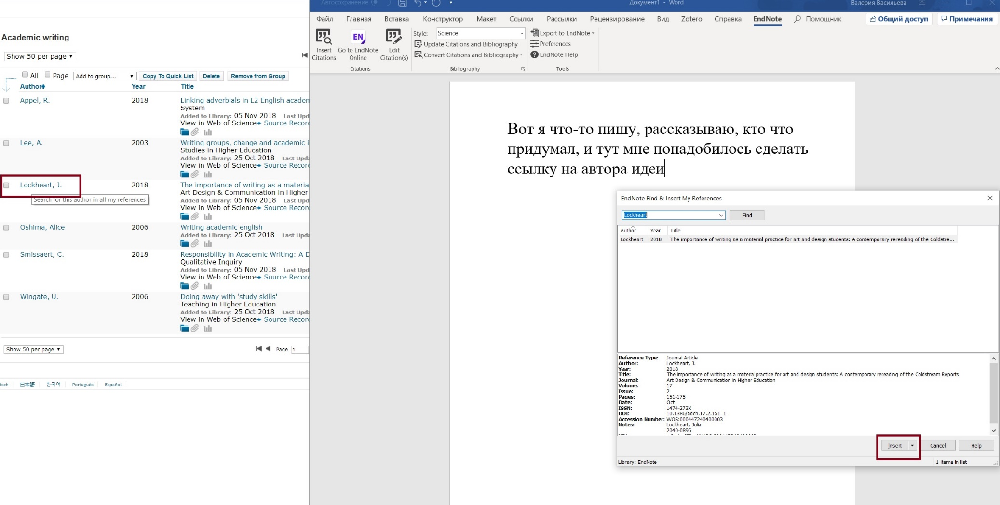 Academic writing
Show 50 per page
All Page Add to group... Copy To Quick List Delete Remove from Group
Author Year Title
Appel, R. 2018 Linking adverbials in L2 English academ
System
Added to Library: 05 Nov 2018 Last Upd
View in Web of Science Source Recor
Lee, A. 2003 Writing groups, change and academic i
Studies in Higher Education
Added to Library: 25 Oct 2018 Last Upda
View in Web of Science Source Recor
Lockheart, J. 2018 The importance of writing as a materia
Art Design & Communication in Higher
Search for this author in all my references
Added to Library: 05 Nov 2018 Last Upd
View in Web of Science Source Recor
Oshima, Alice 2006 Writing academic english
Added to Library: 25 Oct 2018 Last Upda
Smissaert, C. 2018 Responsibility in Academic Writing: A D
Qualitative Inquiry
Added to Library: 05 Nov 2018 Last Upd
View in Web of Science Source Recor
Wingate, U. 2006 Doing away with 'study skills'
Teaching in Higher Education
Added to Library: 25 Oct 2018 Last Upda
View in Web of Science Source Recor
Show 50 per page Page 1
tsch 日本語 한국어 Português Español
Автосохранение Документ1 - Word Валерия Васильева
Файл Главная Вставка Конструктор Макет Ссылки Рассылки Рецензирование Вид Zotero Справка EndNote Помощник Общий доступ Примечания
Insert Citations
EN Go to EndNote Online
Edit Citation(s)
Citations
Style: Science
Update Citations and Bibliography
Convert Citations and Bibliography
Bibliography
Export to EndNote
Preferences
EndNote Help
Tools
Вот я что-то пишу, рассказываю, кто что
придумал, и тут мне понадобилось сделать
ссылку на автора идеи
EndNote Find & Insert My References
Lockheart Find
Author Year Title
Lockheart 2018 The importance of writing as a material practice for art and design students: A contemporary rereading of the Coldstre...
Reference Type: Journal Article
Author: Lockheart, J.
Year: 2018
Title: The importance of writing as a material practice for art and design students: A contemporary rereading of the Coldstream Reports
Journal: Art Design & Communication in Higher Education
Volume: 17
Issue: 2
Pages: 151-175
Date: Oct
ISSN: 1474-273X
DOI: 10.1386/adch.17.2.151_1
Accession Number: WOS:000447240400003
Notes: Lockheart, Julia
2040-0896
Insert Cancel Help
Library: EndNote 1 items in list